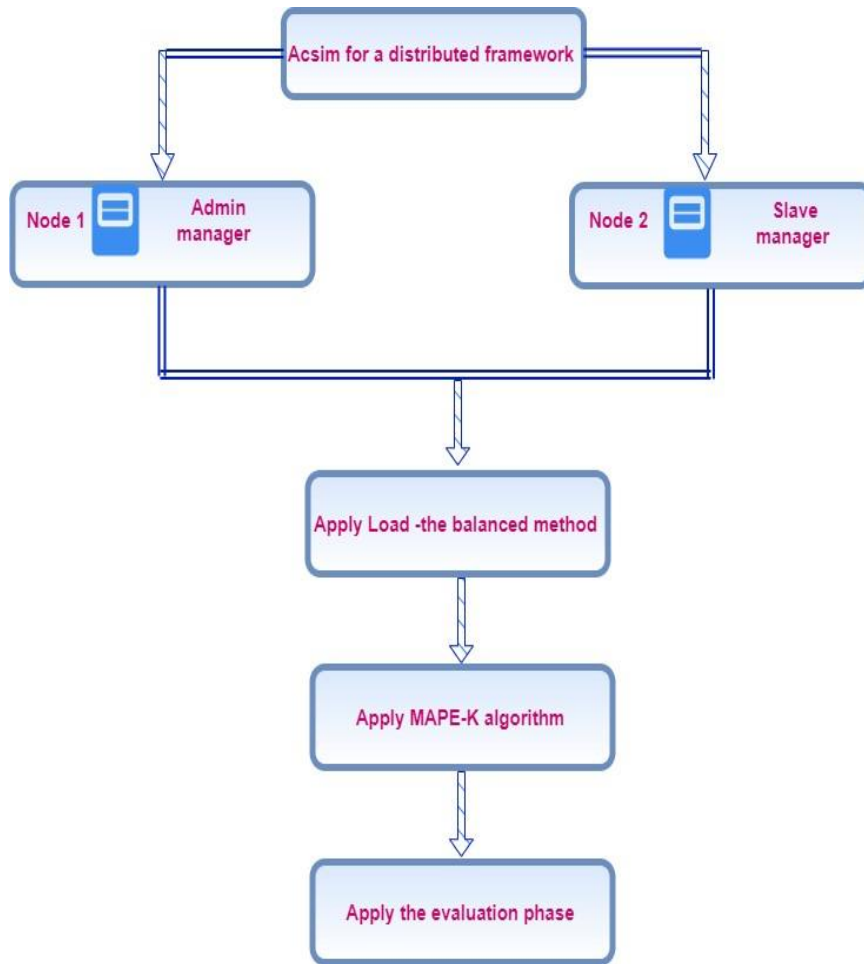 Acsim for a distributed framework
Node 1
Admin
manager
Node 2
Slave
manager
Apply Load -the balanced method
Apply MAPE-K algorithm
Apply the evaluation phase